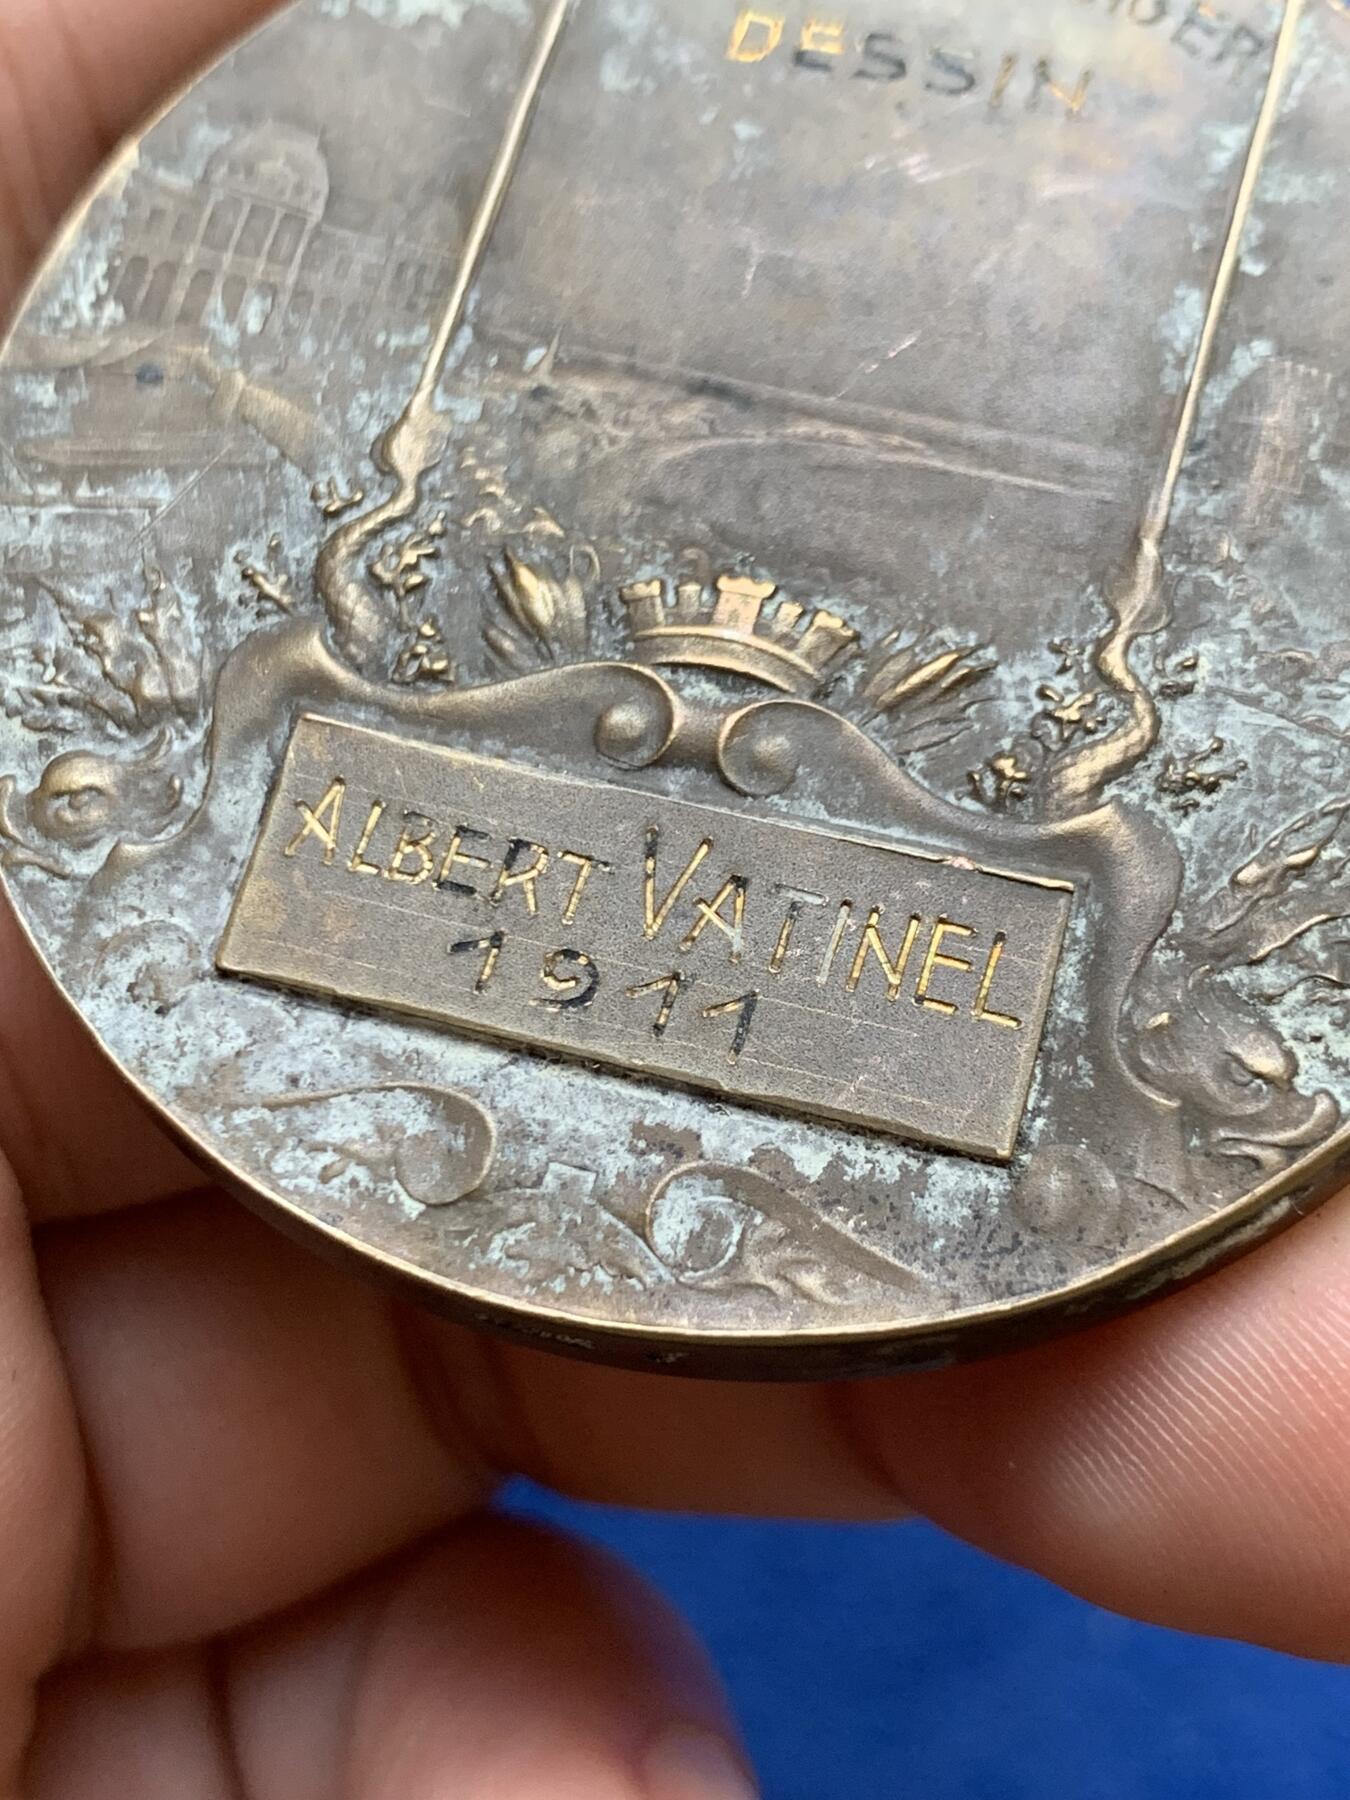 DESSIN
ALBERT VATINEL
1911